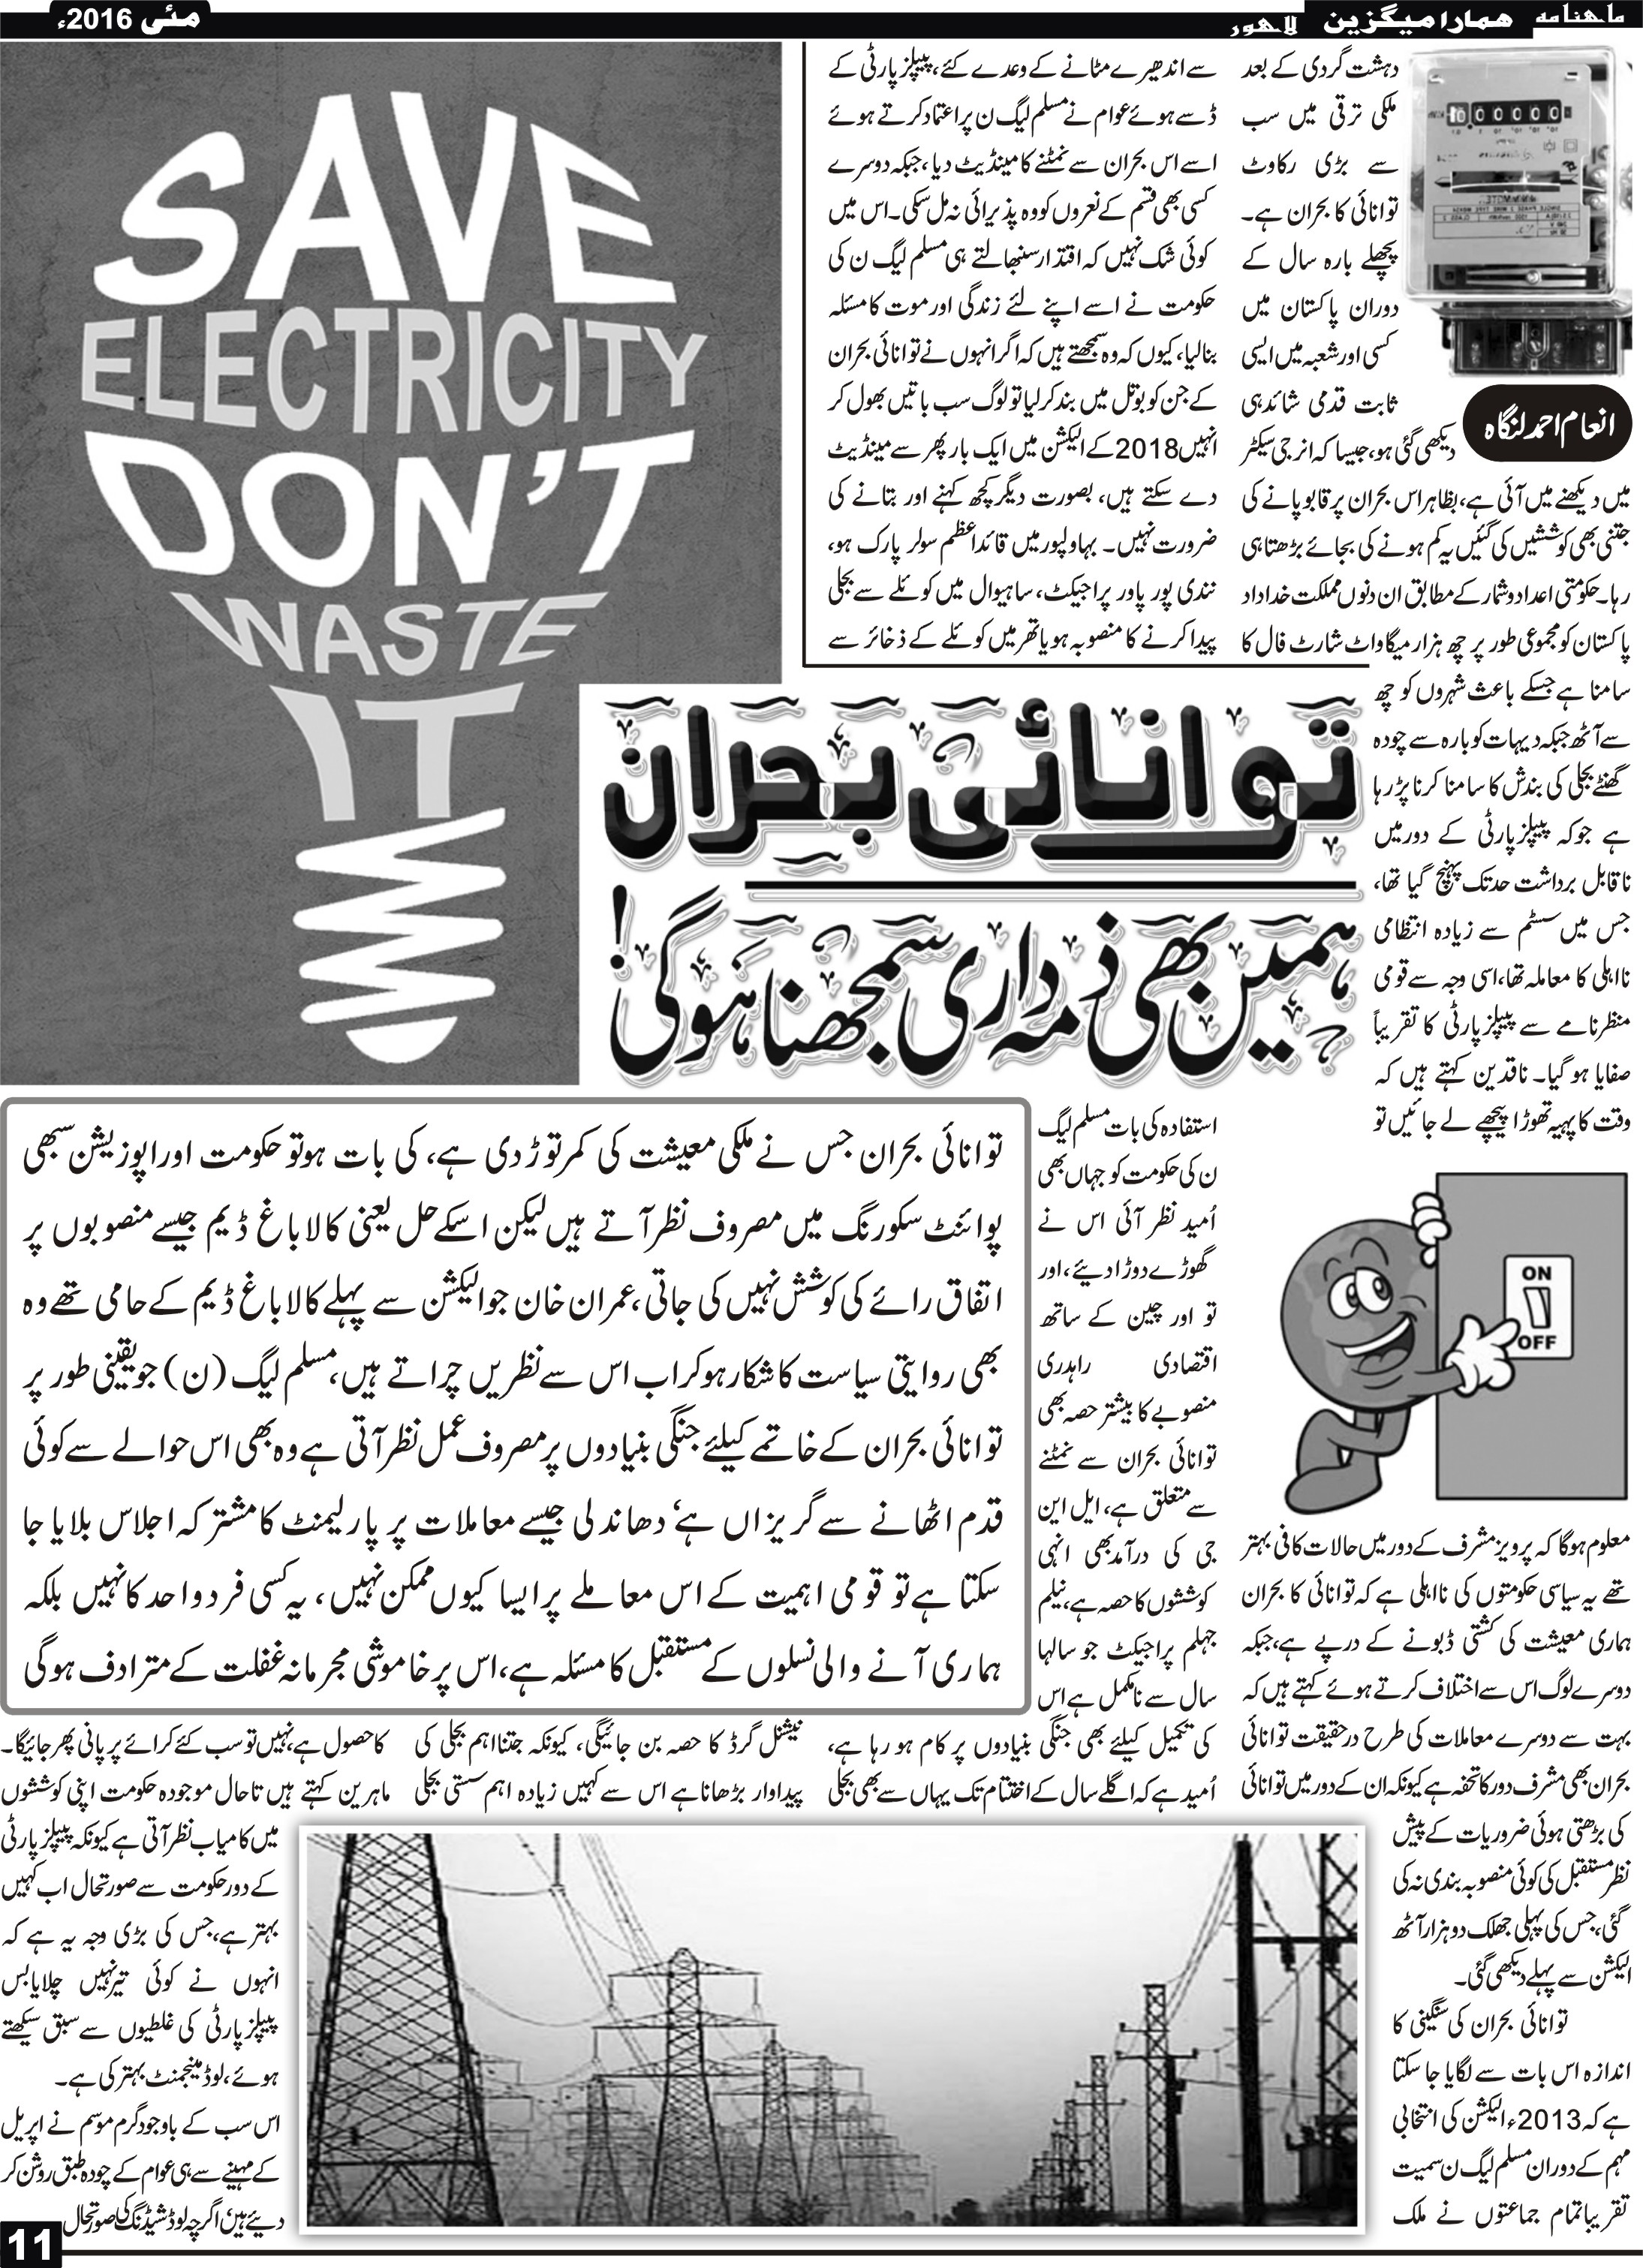 ماهنامه همارا میگزین لاهور
مئی 2016ء
SAVE
ELECTRICITY
DON'T
WASTE
IT
توانائی بحران
ہمیں بھی ذمہ داری سمجھنا ہوگی!
انعام احمد لنگاہ
دہشت گردی کے بعد
ملکی ترقی میں سب
سے بڑی رکاوٹ
توانائی کا بحران ہے۔
پچھلے بارہ سال کے
دوران پاکستان میں
کسی اور شعبہ میں ایسی
ثابت قدمی شائد ہی
دیکھی گئی ہو، جیسا کہ انرجی سیکٹر
میں دیکھنے میں آئی ہے، بظاہر اس بحران پر قابو پانے کی
جتنی بھی کوششیں کی گئیں یہ کم ہونے کی بجائے بڑھتا ہی
رہا۔ حکومتی اعداد و شمار کے مطابق ان دنوں مملکت خداداد
پاکستان کو مجموعی طور پر چھ ہزار میگاواٹ شارٹ فال کا
سامنا ہے جسکے باعث شہروں کو چھ
سے آٹھ جبکہ دیہات کو بارہ سے چودہ
گھنٹے بجلی کی بندش کا سامنا کرنا پڑ رہا
ہے جوکہ پیپلز پارٹی کے دور میں
ناقابل برداشت حد تک پہنچ گیا تھا،
جس میں سسٹم سے زیادہ انتظامی
نااہلی کا معاملہ تھا، اسی وجہ سے قومی
منظر نامے سے پیپلز پارٹی کا تقریباً
صفایا ہو گیا۔ ناقدین کہتے ہیں کہ
وقت کا پہیہ تھوڑا پیچھے لے جائیں تو
ON
OFF
معلوم ہوگا کہ پرویز مشرف کے دور میں حالات کافی بہتر
تھے یہ سیاسی حکومتوں کی نااہلی ہے کہ توانائی کا بحران
ہماری معیشت کی کشتی ڈبونے کے درپے ہے، جبکہ
دوسرے لوگ اس سے اختلاف کرتے ہوئے کہتے ہیں کہ
بہت سے دوسرے معاملات کی طرح درحقیقت توانائی
بحران بھی مشرف دور کا تحفہ ہے کیونکہ ان کے دور میں توانائی
کی بڑھتی ہوئی ضروریات کے پیش
نظر مستقبل کی کوئی منصوبہ بندی نہ کی
گئی، جس کی پہلی جھلک دو ہزار آٹھ
الیکشن سے پہلے دیکھی گئی۔
توانائی بحران کی سنگینی کا
اندازہ اس بات سے لگایا جا سکتا
ہے کہ 2013ء الیکشن کی انتخابی
مہم کے دوران مسلم لیگ ن سمیت
تقریبا تمام جماعتوں نے ملک
سے اندھیرے مٹانے کے وعدے کئے، پیپلز پارٹی کے
ڈسے ہوئے عوام نے مسلم لیگ ن پر اعتماد کرتے ہوئے
اسے اس بحران سے نمٹنے کا مینڈیٹ دیا، جبکہ دوسرے
کسی بھی قسم کے نعروں کو وہ پذیرائی نہ مل سکی۔ اس میں
کوئی شک نہیں کہ اقتدار سنبھالتے ہی مسلم لیگ ن کی
حکومت نے اسے اپنے لئے زندگی اور موت کا مسئلہ
بنالیا، کیوں کہ وہ سمجھتے ہیں کہ اگر انہوں نے توانائی بحران
کے جن کو بوتل میں بند کرلیا تو لوگ سب باتیں بھول کر
انہیں 2018 کے الیکشن میں ایک بار پھر سے مینڈیٹ
دے سکتے ہیں، بصورت دیگر کچھ کہنے اور بتانے کی
ضرورت نہیں۔ بہاولپور میں قائداعظم سولر پارک ہو،
نندی پور پاور پراجیکٹ، ساہیوال میں کوئلے سے بجلی
پیدا کرنے کا منصوبہ ہو یا تھر میں کوئلے کے ذخائر سے
استفادہ کی بات مسلم لیگ
ن کی حکومت کو جہاں بھی
اُمید نظر آئی اس نے
گھوڑے دوڑا دیئے، اور
تو اور چین کے ساتھ
اقتصادی راہدری
منصوبے کا بیشتر حصہ بھی
توانائی بحران سے نمٹنے
سے متعلق ہے، ایل این
جی کی درآمد بھی انہی
کوششوں کا حصہ ہے، نیلم
جہلم پراجیکٹ جو سالہا
سال سے نامکمل ہے اس
کی تکمیل کیلئے بھی جنگی بنیادوں پر کام ہو رہا ہے،
اُمید ہے کہ اگلے سال کے اختتام تک یہاں سے بھی بجلی
نیشنل گرڈ کا حصہ بن جائیگی، کیونکہ جتنا اہم بجلی کی
پیداوار بڑھانا ہے اس سے کہیں زیادہ اہم سستی بجلی
کا حصول ہے، نہیں تو سب کئے کرائے پر پانی پھر جائیگا۔
ماہرین کہتے ہیں تاحال موجودہ حکومت اپنی کوششوں
میں کامیاب نظر آتی ہے کیونکہ پیپلز پارٹی
کے دور حکومت سے صورتحال اب کہیں
بہتر ہے، جس کی بڑی وجہ یہ ہے کہ
انہوں نے کوئی تیر نہیں چلایا بس
پیپلز پارٹی کی غلطیوں سے سبق سیکھتے
ہوئے، لوڈ مینجمنٹ بہتر کی ہے۔
اس سب کے باوجود گرم موسم نے اپریل
کے مہینے سے ہی عوام کے چودہ طبق روشن کر
دیئے ہیں، اگرچہ لوڈ شیڈنگ کی صورتحال
توانائی بحران جس نے ملکی معیشت کی کمر توڑ دی ہے، کی بات ہو تو حکومت اور اپوزیشن سبھی
پوائنٹ سکورنگ میں مصروف نظر آتے ہیں لیکن اسکے حل یعنی کالا باغ ڈیم جیسے منصوبوں پر
اتفاق رائے کی کوشش نہیں کی جاتی، عمران خان جو الیکشن سے پہلے کالا باغ ڈیم کے حامی تھے وہ
بھی روایتی سیاست کا شکار ہو کر اب اس سے نظریں چراتے ہیں، مسلم لیگ (ن) جو یقینی طور پر
توانائی بحران کے خاتمے کیلئے جنگی بنیادوں پر مصروف عمل نظر آتی ہے وہ بھی اس حوالے سے کوئی
قدم اٹھانے سے گریزاں ہے‘ دھاندلی جیسے معاملات پر پارلیمنٹ کا مشترکہ اجلاس بلایا جا
سکتا ہے تو قومی اہمیت کے اس معاملے پر ایسا کیوں ممکن نہیں، یہ کسی فرد واحد کا نہیں بلکہ
ہماری آنے والی نسلوں کے مستقبل کا مسئلہ ہے، اس پر خاموشی مجرمانہ غفلت کے مترادف ہوگی
11